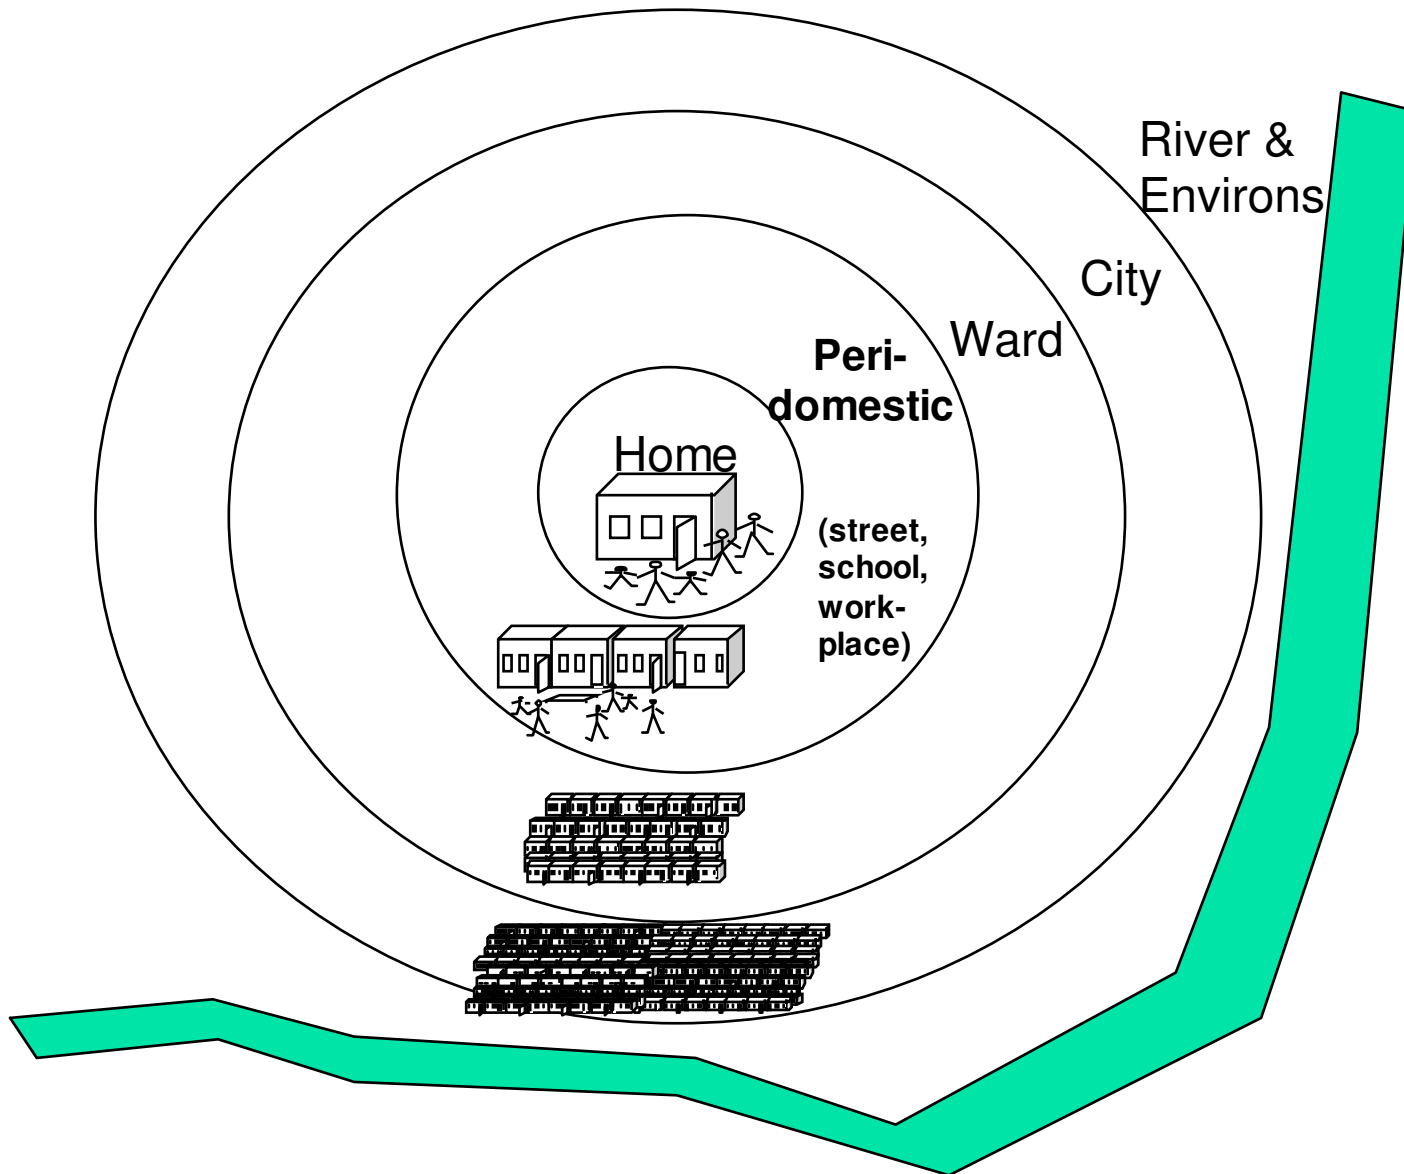 River &
Environs
City
Ward
Peri-
domestic
Home
(street,
school,
work-
place)